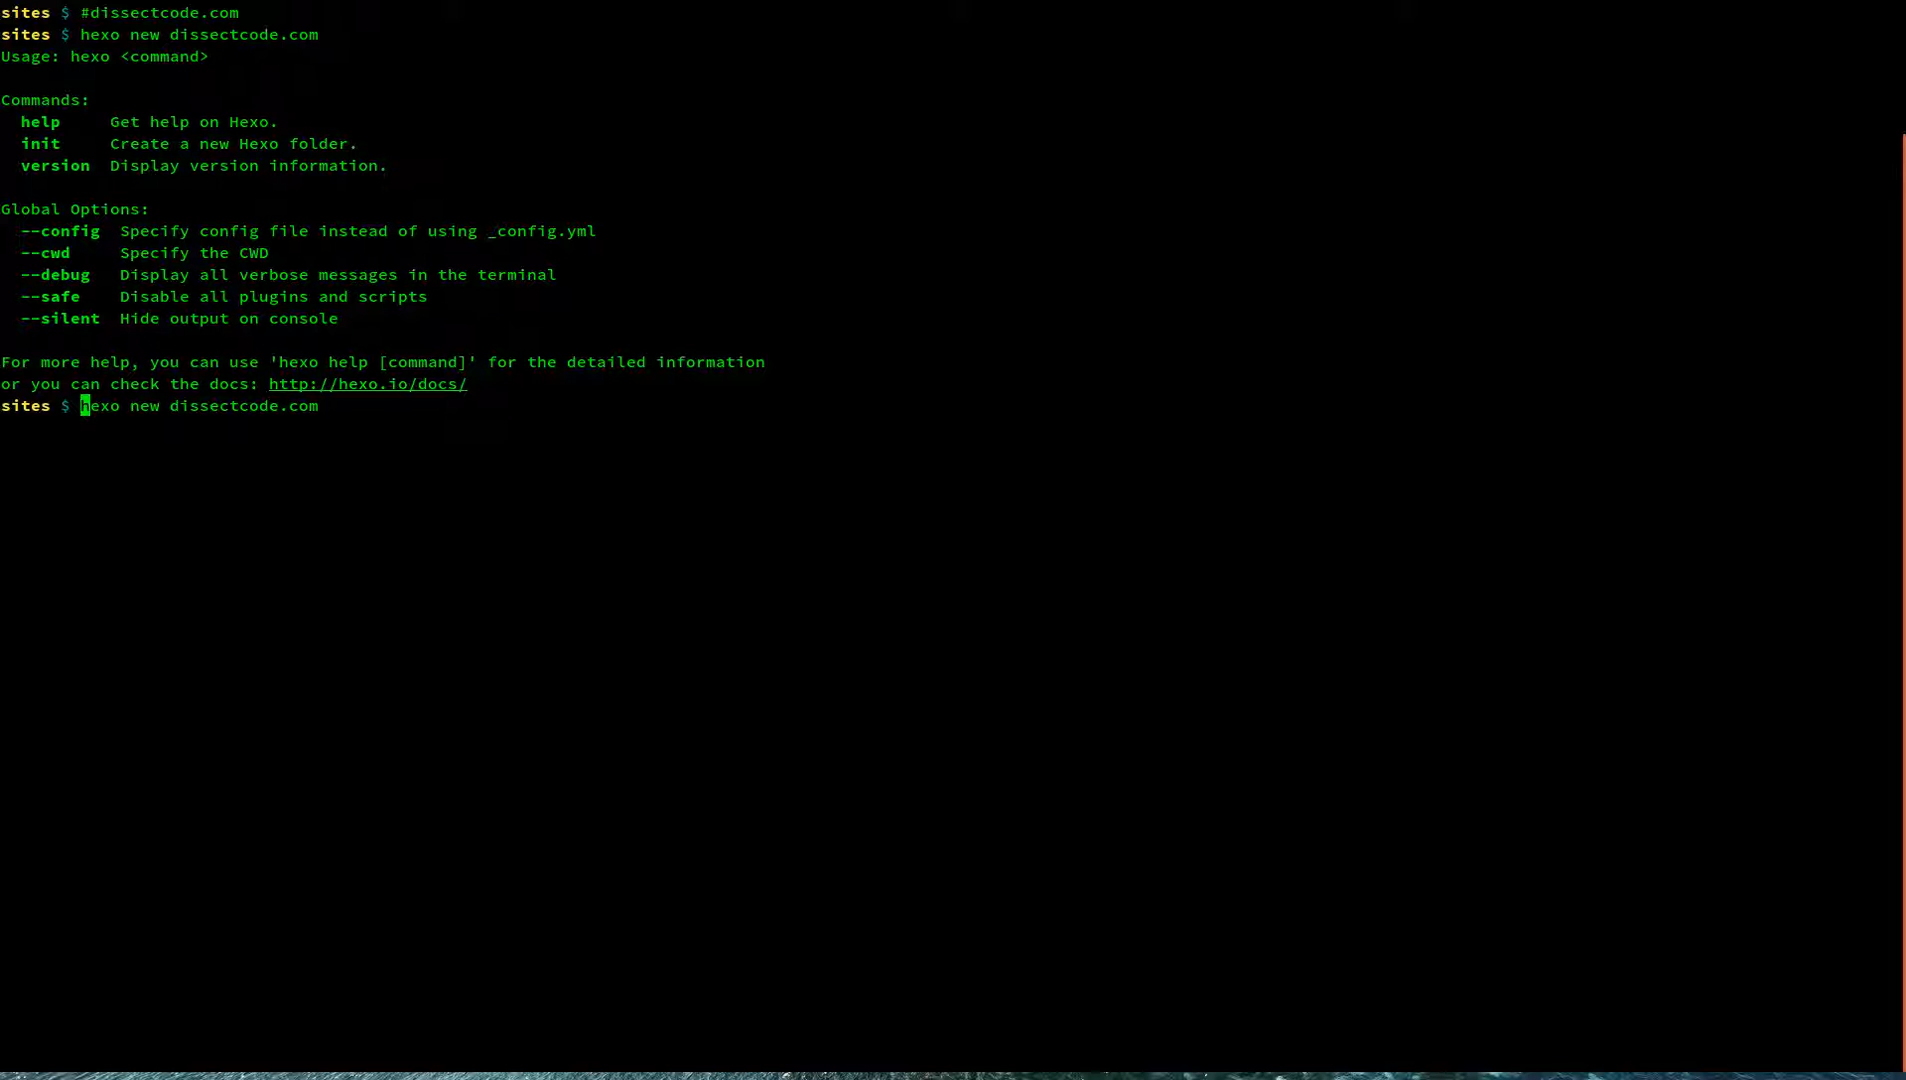 sites $ #dissectcode.com
sites $ hexo new dissectcode.com
Usage: hexo <command>
Commands:
help Get help on Hexo.
init Create a new Hexo folder.
version Display version information.
Global Options:
--config Specify config file instead of using _config.yml
--cwd Specify the CWD
--debug Display all verbose messages in the terminal
--safe Disable all plugins and scripts
--silent Hide output on console
For more help, you can use 'hexo help [command]' for the detailed information
or you can check the docs: http://hexo.io/docs/
sites $ hexo new dissectcode.com